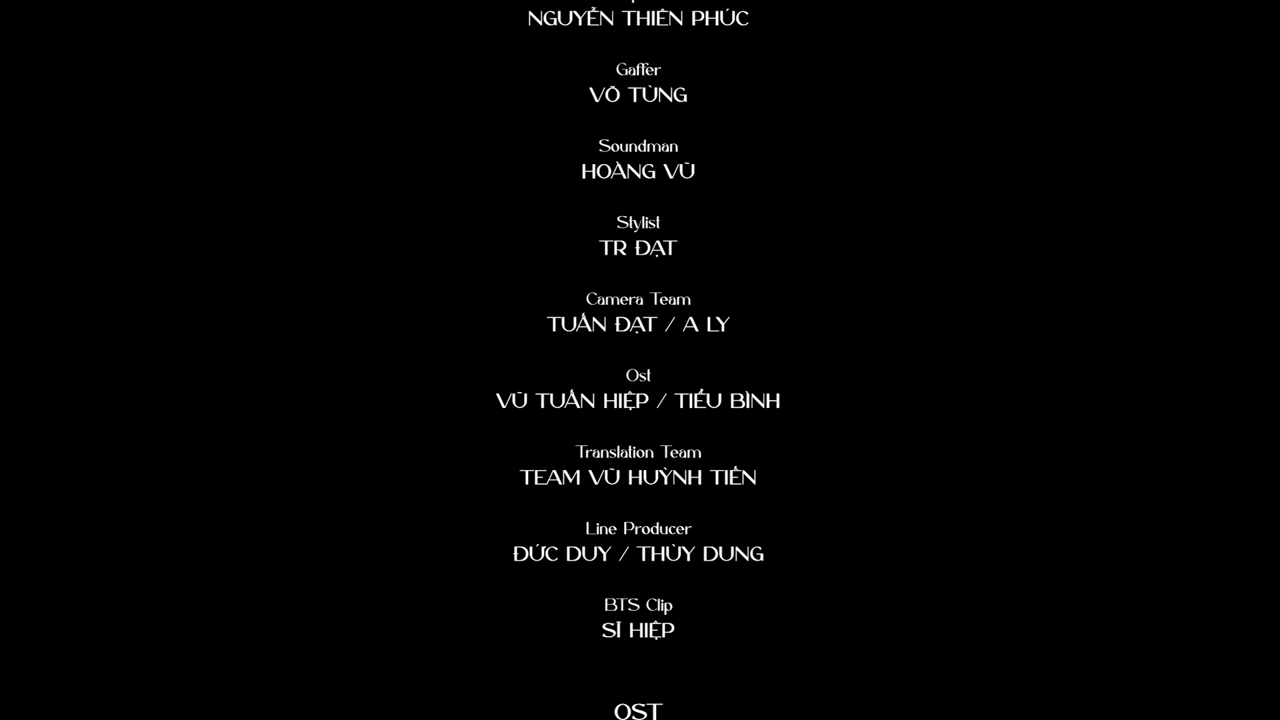 NGUYỄN THIÊN PHÚC
Gaffer
VÕ TÙNG
Soundman
HOÀNG VŨ
Stylist
TR ĐẠT
Camera Team
TUẤN ĐẠT / A LY
Ost
VŨ TUẤN HIỆP / TIỂU BÌNH
Translation Team
TEAM VŨ HUỲNH TIẾN
Line Producer
ĐỨC DUY / THÙY DUNG
BTS Clip
SĨ HIỆP
OST